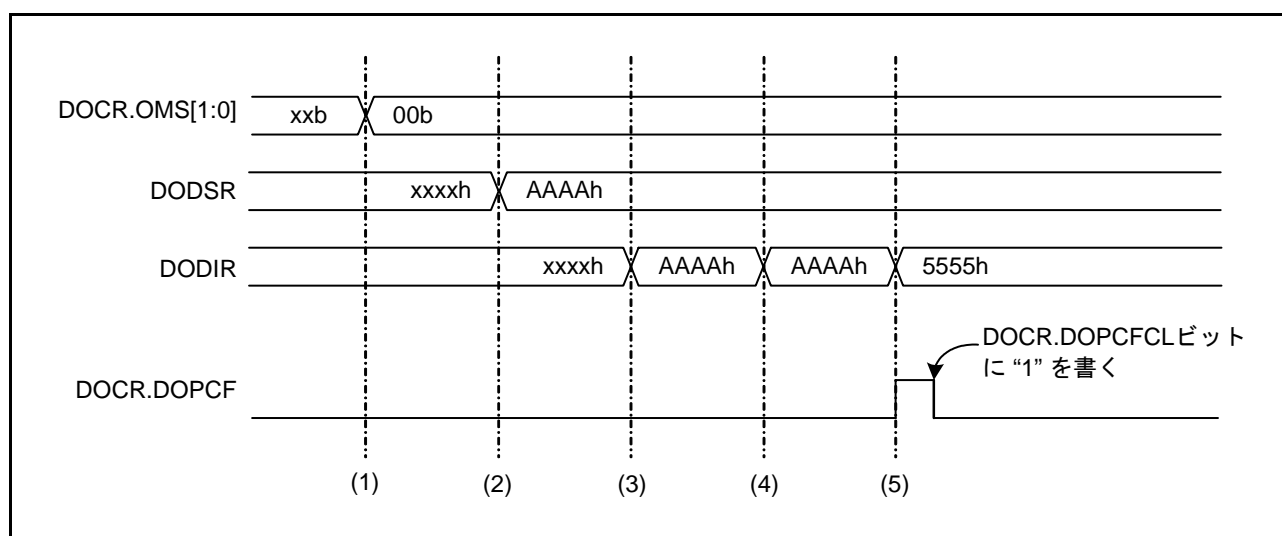 DOCR.OMS[1:0] xxb 00b
DODSR xxxxh AAAAh
DODIR xxxxh AAAAh AAAAh 5555h
DOCR.DOPCFCLビット
に “1” を書く
DOCR.DOPCF
(1) (2) (3) (4) (5)